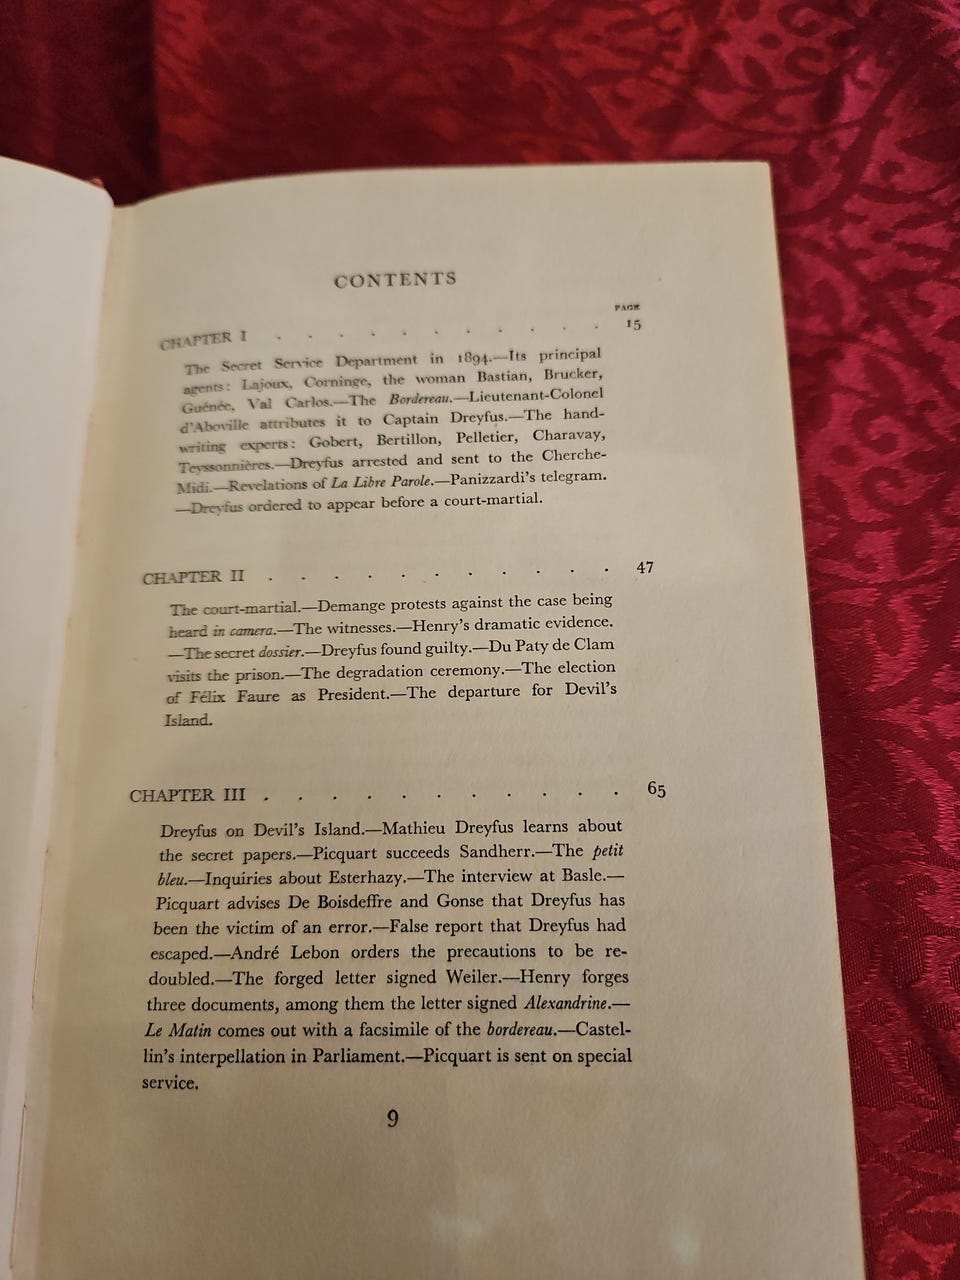 CONTENTS
PAGE
CHAPTER I . . . . . . . . . . . 15
The Secret Service Department in 1894.—Its principal
agents: Lajoux, Corninge, the woman Bastian, Brucker,
Guénée, Val Carlos.—The Bordereau.—Lieutenant-Colonel
d'Aboville attributes it to Captain Dreyfus.—The hand-
writing experts: Gobert, Bertillon, Pelletier, Charavay,
Teyssonnières.—Dreyfus arrested and sent to the Cherche-
Midi.—Revelations of La Libre Parole.—Panizzardi's telegram.
—Dreyfus ordered to appear before a court-martial.
CHAPTER II . . . . . . . . . . . 47
The court-martial.—Demange protests against the case being
heard in camera.—The witnesses.—Henry's dramatic evidence.
—The secret dossier.—Dreyfus found guilty.—Du Paty de Clam
visits the prison.—The degradation ceremony.—The election
of Félix Faure as President.—The departure for Devil's
Island.
CHAPTER III . . . . . . . . . . . 65
Dreyfus on Devil's Island.—Mathieu Dreyfus learns about
the secret papers.—Picquart succeeds Sandherr.—The petit
bleu.—Inquiries about Esterhazy.—The interview at Basle.—
Picquart advises De Boisdeffre and Gonse that Dreyfus has
been the victim of an error.—False report that Dreyfus had
escaped.—André Lebon orders the precautions to be re-
doubled.—The forged letter signed Weiler.—Henry forges
three documents, among them the letter signed Alexandrine.—
Le Matin comes out with a facsimile of the bordereau.—Castel-
lin's interpellation in Parliament.—Picquart is sent on special
service.
9